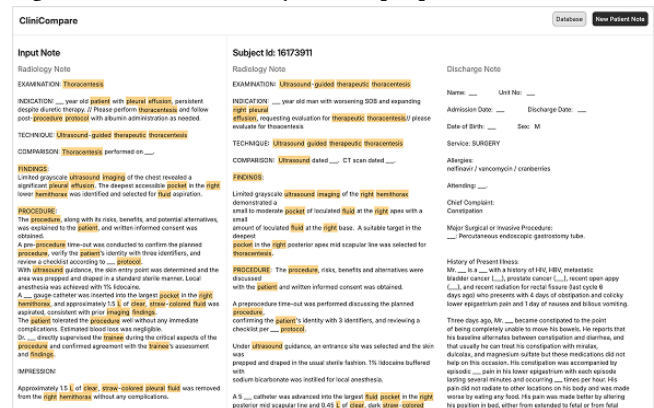 CliniCompare
Database
New Patient Note
Input Note
Radiology Note
EXAMINATION: Thoracentesis
INDICATION: __ year old patient with pleural effusion, persistent
despite diuretic therapy. // Please perform thoracentesis and follow
post-procedure protocol with albumin administration as needed.
TECHNIQUE: Ultrasound-guided therapeutic thoracentesis
COMPARISON: Thoracentesis performed on __.
FINDINGS:
Limited grayscale ultrasound imaging of the chest revealed a
significant pleural effusion. The deepest accessible pocket in the right
lower hemithorax was identified and selected for fluid aspiration.
PROCEDURE:
The procedure, along with its risks, benefits, and potential alternatives,
was explained to the patient, and written informed consent was
obtained.
A pre-procedure time-out was conducted to confirm the planned
procedure, verify the patient's identity with three identifiers, and
review a checklist according to __ protocol.
With ultrasound guidance, the skin entry point was determined and the
area was prepped and draped in a standard sterile manner. Local
anesthesia was achieved with 1% lidocaine.
A __ gauge catheter was inserted into the largest pocket in the right
hemithorax, and approximately 1.5 L of clear, straw-colored fluid was
aspirated, consistent with prior imaging findings.
The patient tolerated the procedure well without any immediate
complications. Estimated blood loss was negligible.
Dr. __ directly supervised the trainee during the critical aspects of the
procedure and confirmed agreement with the trainee's assessment
and findings.
IMPRESSION:
Approximately 1.5 L of clear, straw-colored pleural fluid was removed
from the right hemithorax without any complications.
Subject Id: 16173911
Radiology Note
EXAMINATION: Ultrasound-guided therapeutic thoracentesis
INDICATION: __ year old man with worsening SOB and expanding
right pleural
effusion, requesting evaluation for therapeutic thoracentesis.// please
evaluate for thoaocntesis
TECHNIQUE: Ultrasound guided therapeutic thoracentesis
COMPARISON: Ultrasound dated __. CT scan dated __.
FINDINGS:
Limited grayscale ultrasound imaging of the right hemithorax
demonstrated a
small to moderate pocket of loculated fluid at the right apex with a
small
amount of loculated fluid at the right base. A suitable target in the
deepest
pocket in the right posterior apex mid scapular line was selected for
thoracentesis.
PROCEDURE: The procedure, risks, benefits and alternatives were
discussed
with the patient and written informed consent was obtained.
A preprocedure time-out was performed discussing the planned
procedure,
confirming the patient's identity with 3 identifiers, and reviewing a
checklist per __ protocol.
Under ultrasound guidance, an entrance site was selected and the skin
was
prepped and draped in the usual sterile fashion. 1% lidocaine buffered
with
sodium bicarbonate was instilled for local anesthesia.
A 5 __ catheter was advanced into the largest fluid pocket in the right
posterior mid scapular line and 0.45 L of clear, dark straw-colored
Discharge Note
Name: __ Unit No: __
Admission Date: __ Discharge Date: __
Date of Birth: __ Sex: M
Service: SURGERY
Allergies:
nelfinavir / vancomycin / cranberries
Attending: __.
Chief Complaint:
Constipation
Major Surgical or Invasive Procedure:
__: Percutaneous endoscopic gastrostomy tube.
History of Present Illness:
Mr. __ is a __ with a history of HIV, HBV, metastatic
bladder cancer (__), prostate cancer (__), recent open appy
(__), and recent radiation for rectal fissure (last cycle 6
days ago) who presents with 4 days of obstipation and colicky
lower epigastrium pain and 1 day of nausea and bilious vomiting.
Three days ago, Mr. __ became constipated to the point
of being completely unable to move his bowels. He reports that
his baseline alternates between constipation and diarrhea, and
that usually he can treat his constipation with miralax,
dulcolax, and magnesium sulfate but these medications did not
help on this occasion. His constipation was accompanied by
episodic __ pain in his lower epigastrium with each episode
lasting several minutes and occurring __ times per hour. His
pain did not radiate to other locations in his body and was made
worse by eating any food. His pain was made better by altering
his position in bed, either from extended to fetal or from fetal